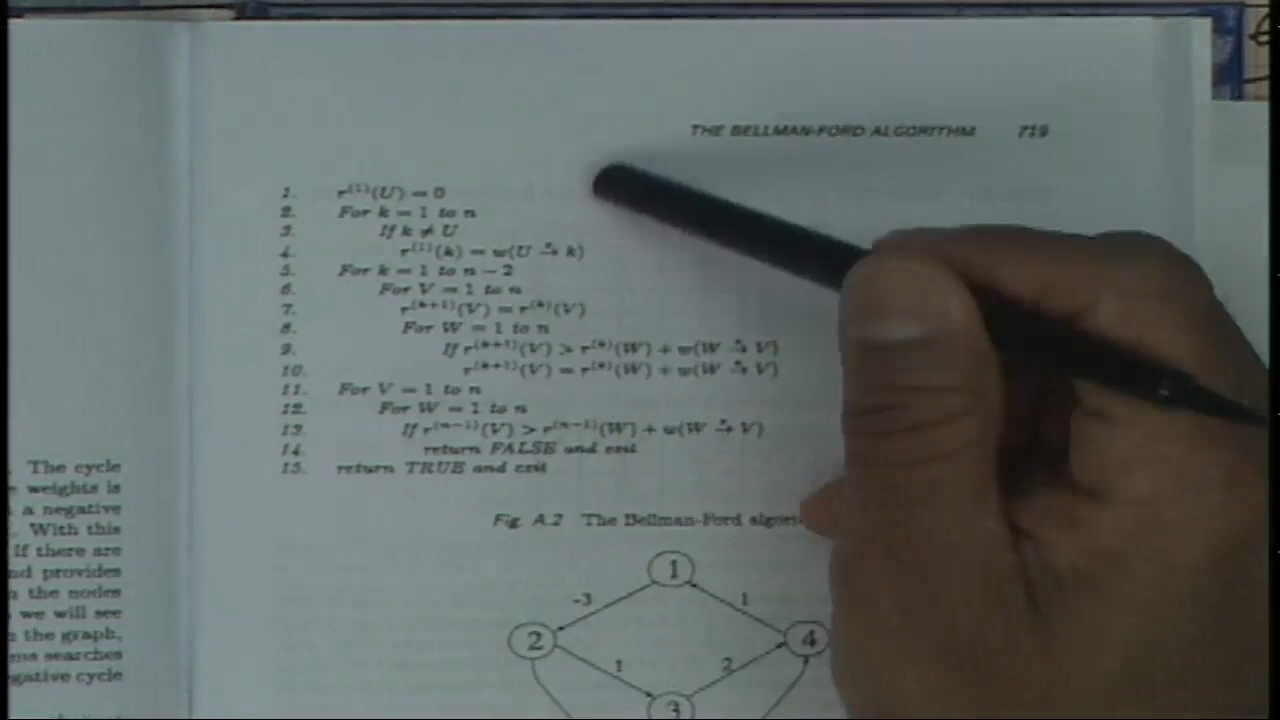 THE BELLMAN-FORD ALGORITHM 719
1. r^(1)(U) = 0
2. For k = 1 to n
3. If k ≠ U
4. r^(1)(k) = w(U →^e k)
5. For k = 1 to n − 2
6. For V = 1 to n
7. r^(k+1)(V) = r^(k)(V)
8. For W = 1 to n
9. If r^(k+1)(V) > r^(k)(W) + w(W →^e V)
10. r^(k+1)(V) = r^(k)(W) + w(W →^e V)
11. For V = 1 to n
12. For W = 1 to n
13. If r^(n−1)(V) > r^(n−1)(W) + w(W →^e V)
14. return FALSE and exit
15. return TRUE and exit
. The cycle
weights is
a negative
. With this
if there are
provides
the nodes
we will see
the graph,
searches
cycle
Fig. A.2 The Bellman-Ford
1
-3 1
2 4
1 2
3